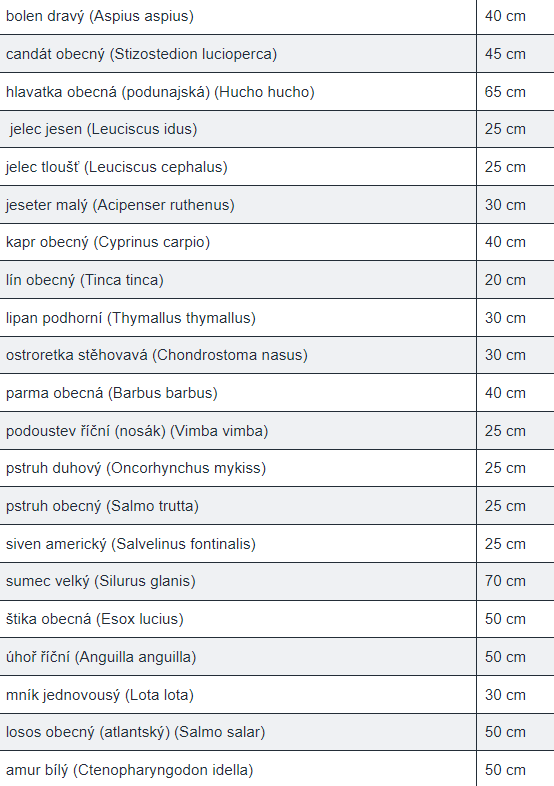 bolen dravý (Aspius aspius) 40 cm
candát obecný (Stizostedion lucioperca) 45 cm
hlavatka obecná (podunajská) (Hucho hucho) 65 cm
jelec jesen (Leuciscus idus) 25 cm
jelec tloušť (Leuciscus cephalus) 25 cm
jeseter malý (Acipenser ruthenus) 30 cm
kapr obecný (Cyprinus carpio) 40 cm
lín obecný (Tinca tinca) 20 cm
lipan podhorní (Thymallus thymallus) 30 cm
ostroretka stěhovavá (Chondrostoma nasus) 30 cm
parma obecná (Barbus barbus) 40 cm
podoustev říční (nosák) (Vimba vimba) 25 cm
pstruh duhový (Oncorhynchus mykiss) 25 cm
pstruh obecný (Salmo trutta) 25 cm
siven americký (Salvelinus fontinalis) 25 cm
sumec velký (Silurus glanis) 70 cm
štika obecná (Esox lucius) 50 cm
úhoř říční (Anguilla anguilla) 50 cm
mník jednovousý (Lota lota) 30 cm
losos obecný (atlantský) (Salmo salar) 50 cm
amur bílý (Ctenopharyngodon idella) 50 cm